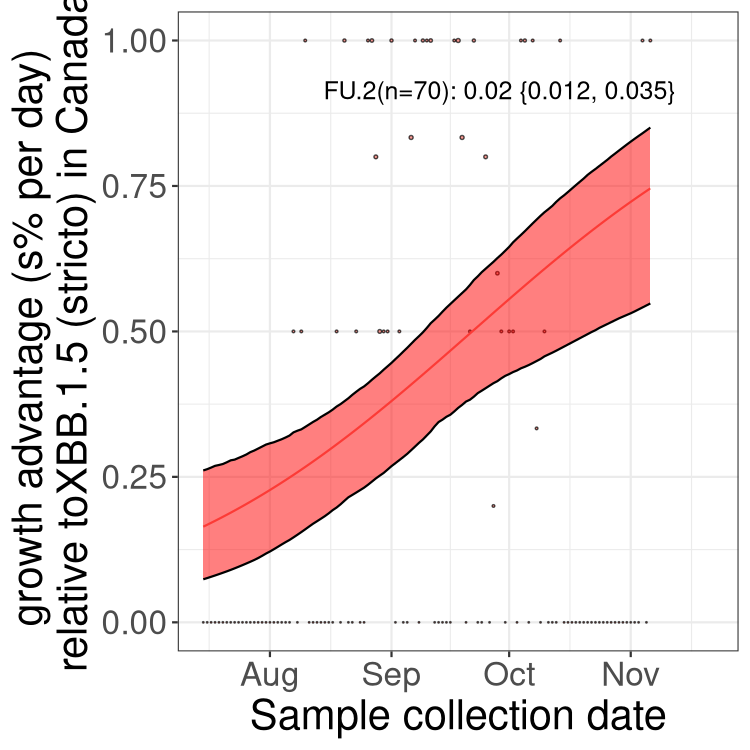 growth advantage (s% per day)
relative toXBB.1.5 (stricto) in Canada
1.00
0.75
0.50
0.25
0.00
FU.2(n=70): 0.02 {0.012, 0.035}
Aug Sep Oct Nov
Sample collection date